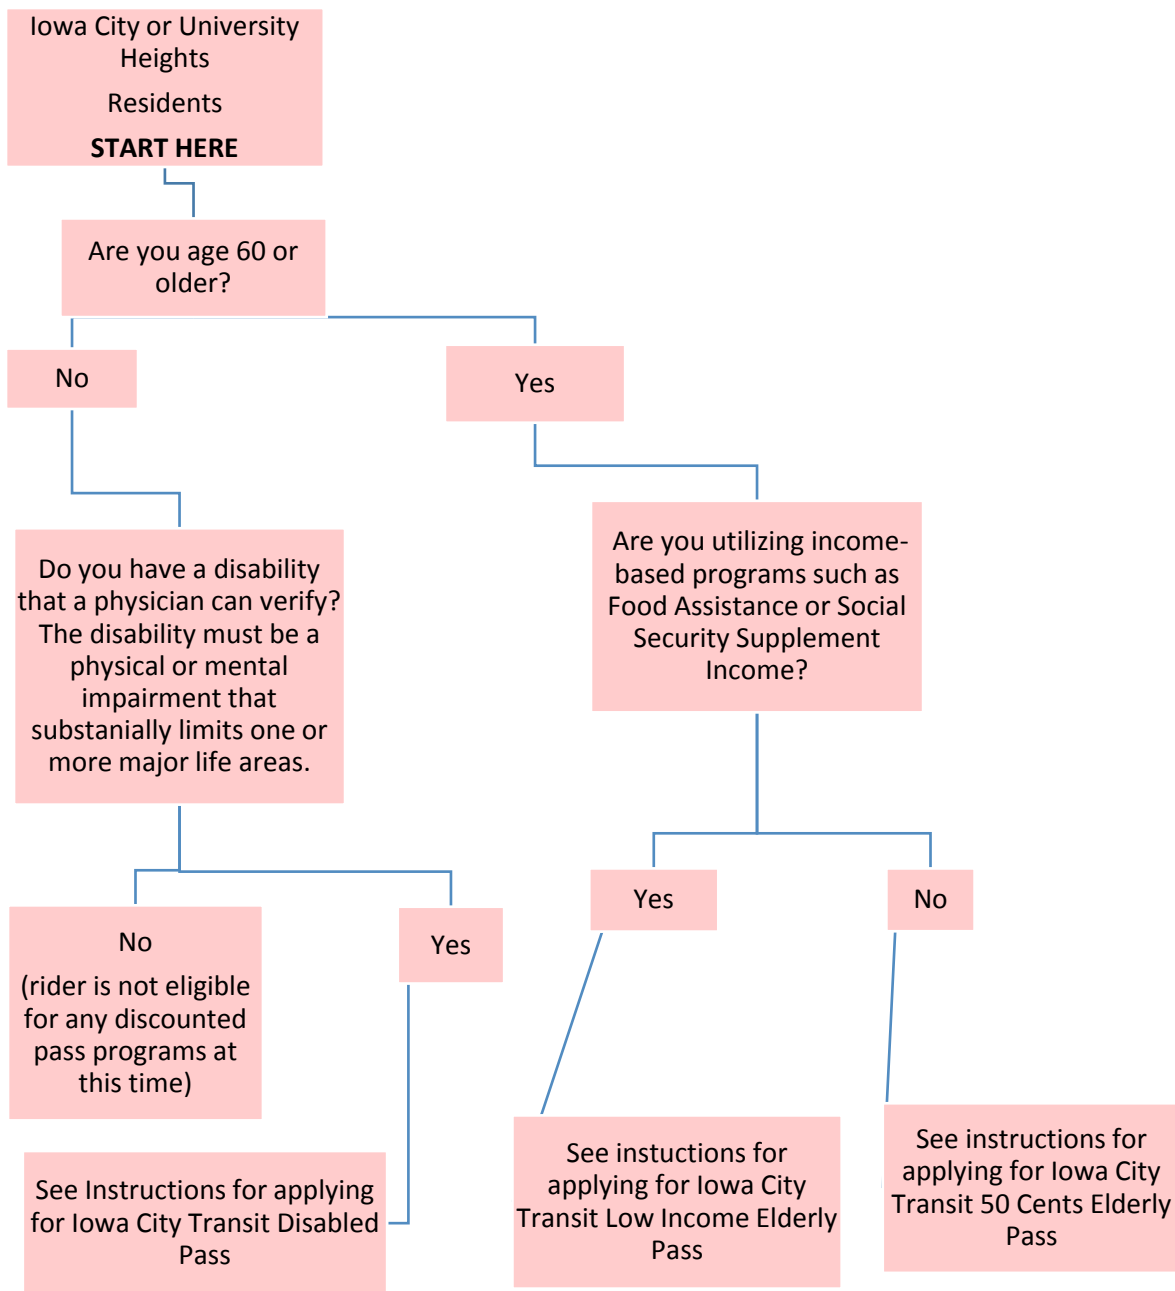 Iowa City or University
Heights
Residents
START HERE
Are you age 60 or
older?
No
Yes
Do you have a disability
that a physician can verify?
The disability must be a
physical or mental
impairment that
substanially limits one or
more major life areas.
Are you utilizing income-
based programs such as
Food Assistance or Social
Security Supplement
Income?
No
(rider is not eligible
for any discounted
pass programs at
this time)
Yes
Yes
No
See Instructions for applying
for Iowa City Transit Disabled
Pass
See instuctions for
applying for Iowa City
Transit Low Income Elderly
Pass
See instructions for
applying for Iowa City
Transit 50 Cents Elderly
Pass